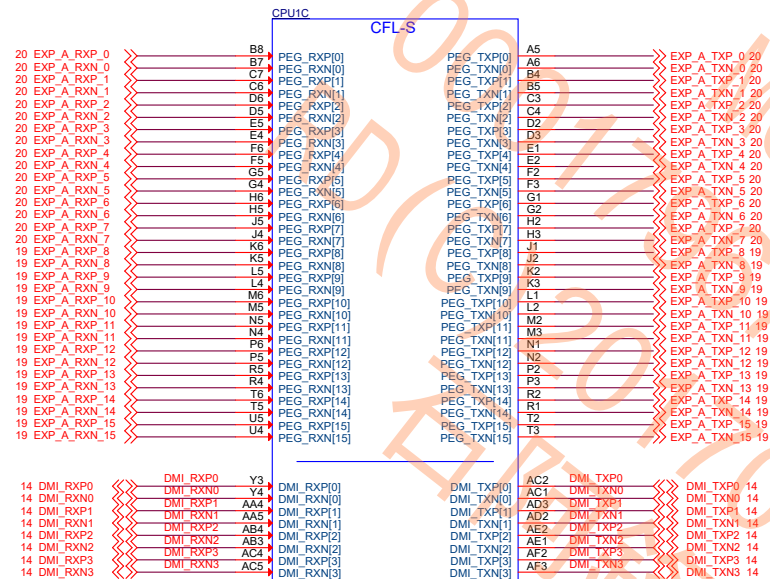 CPU1C
CFL-S
20 EXP_A_RXP_0 B8 PEG_RXP[0] PEG_TXP[0] A5 EXP_A_TXP_0 20
20 EXP_A_RXN_0 B7 PEG_RXN[0] PEG_TXN[0] A6 EXP_A_TXN_0 20
20 EXP_A_RXP_1 C7 PEG_RXP[1] PEG_TXP[1] B4 EXP_A_TXP_1 20
20 EXP_A_RXN_1 C6 PEG_RXN[1] PEG_TXN[1] B5 EXP_A_TXN_1 20
20 EXP_A_RXP_2 D6 PEG_RXP[2] PEG_TXP[2] C3 EXP_A_TXP_2 20
20 EXP_A_RXN_2 D5 PEG_RXN[2] PEG_TXN[2] C4 EXP_A_TXN_2 20
20 EXP_A_RXP_3 E5 PEG_RXP[3] PEG_TXP[3] D2 EXP_A_TXP_3 20
20 EXP_A_RXN_3 E4 PEG_RXN[3] PEG_TXN[3] D3 EXP_A_TXN_3 20
20 EXP_A_RXP_4 F6 PEG_RXP[4] PEG_TXP[4] E1 EXP_A_TXP_4 20
20 EXP_A_RXN_4 F5 PEG_RXN[4] PEG_TXN[4] E2 EXP_A_TXN_4 20
20 EXP_A_RXP_5 G5 PEG_RXP[5] PEG_TXP[5] F2 EXP_A_TXP_5 20
20 EXP_A_RXN_5 G4 PEG_RXN[5] PEG_TXN[5] F3 EXP_A_TXN_5 20
20 EXP_A_RXP_6 H6 PEG_RXP[6] PEG_TXP[6] G1 EXP_A_TXP_6 20
20 EXP_A_RXN_6 H5 PEG_RXN[6] PEG_TXN[6] G2 EXP_A_TXN_6 20
20 EXP_A_RXP_7 J5 PEG_RXP[7] PEG_TXP[7] H2 EXP_A_TXP_7 20
20 EXP_A_RXN_7 J4 PEG_RXN[7] PEG_TXN[7] H3 EXP_A_TXN_7 20
19 EXP_A_RXP_8 K6 PEG_RXP[8] PEG_TXP[8] J1 EXP_A_TXP_8 19
19 EXP_A_RXN_8 K5 PEG_RXN[8] PEG_TXN[8] J2 EXP_A_TXN_8 19
19 EXP_A_RXP_9 L5 PEG_RXP[9] PEG_TXP[9] K2 EXP_A_TXP_9 19
19 EXP_A_RXN_9 L4 PEG_RXN[9] PEG_TXN[9] K3 EXP_A_TXN_9 19
19 EXP_A_RXP_10 M6 PEG_RXP[10] PEG_TXP[10] L1 EXP_A_TXP_10 19
19 EXP_A_RXN_10 M5 PEG_RXN[10] PEG_TXN[10] L2 EXP_A_TXN_10 19
19 EXP_A_RXP_11 N5 PEG_RXP[11] PEG_TXP[11] M2 EXP_A_TXP_11 19
19 EXP_A_RXN_11 N4 PEG_RXN[11] PEG_TXN[11] M3 EXP_A_TXN_11 19
19 EXP_A_RXP_12 P6 PEG_RXP[12] PEG_TXP[12] N1 EXP_A_TXP_12 19
19 EXP_A_RXN_12 P5 PEG_RXN[12] PEG_TXN[12] N2 EXP_A_TXN_12 19
19 EXP_A_RXP_13 R5 PEG_RXP[13] PEG_TXP[13] P2 EXP_A_TXP_13 19
19 EXP_A_RXN_13 R4 PEG_RXN[13] PEG_TXN[13] P3 EXP_A_TXN_13 19
19 EXP_A_RXP_14 T6 PEG_RXP[14] PEG_TXP[14] R2 EXP_A_TXP_14 19
19 EXP_A_RXN_14 T5 PEG_RXN[14] PEG_TXN[14] R1 EXP_A_TXN_14 19
19 EXP_A_RXP_15 U5 PEG_RXP[15] PEG_TXP[15] T2 EXP_A_TXP_15 19
19 EXP_A_RXN_15 U4 PEG_RXN[15] PEG_TXN[15] T3 EXP_A_TXN_15 19
14 DMI_RXP0 DMI_RXP0 Y3 DMI_RXP[0] DMI_TXP[0] AC2 DMI_TXP0 DMI_TXP0 14
14 DMI_RXN0 DMI_RXN0 Y4 DMI_RXN[0] DMI_TXN[0] AC1 DMI_TXN0 DMI_TXN0 14
14 DMI_RXP1 DMI_RXP1 AA4 DMI_RXP[1] DMI_TXP[1] AD3 DMI_TXP1 DMI_TXP1 14
14 DMI_RXN1 DMI_RXN1 AA5 DMI_RXN[1] DMI_TXN[1] AD2 DMI_TXN1 DMI_TXN1 14
14 DMI_RXP2 DMI_RXP2 AB4 DMI_RXP[2] DMI_TXP[2] AE2 DMI_TXP2 DMI_TXP2 14
14 DMI_RXN2 DMI_RXN2 AB3 DMI_RXN[2] DMI_TXN[2] AE1 DMI_TXN2 DMI_TXN2 14
14 DMI_RXP3 DMI_RXP3 AC4 DMI_RXP[3] DMI_TXP[3] AF2 DMI_TXP3 DMI_TXP3 14
14 DMI_RXN3 DMI_RXN3 AC5 DMI_RXN[3] DMI_TXN[3] AF3 DMI_TXN3 DMI_TXN3 14